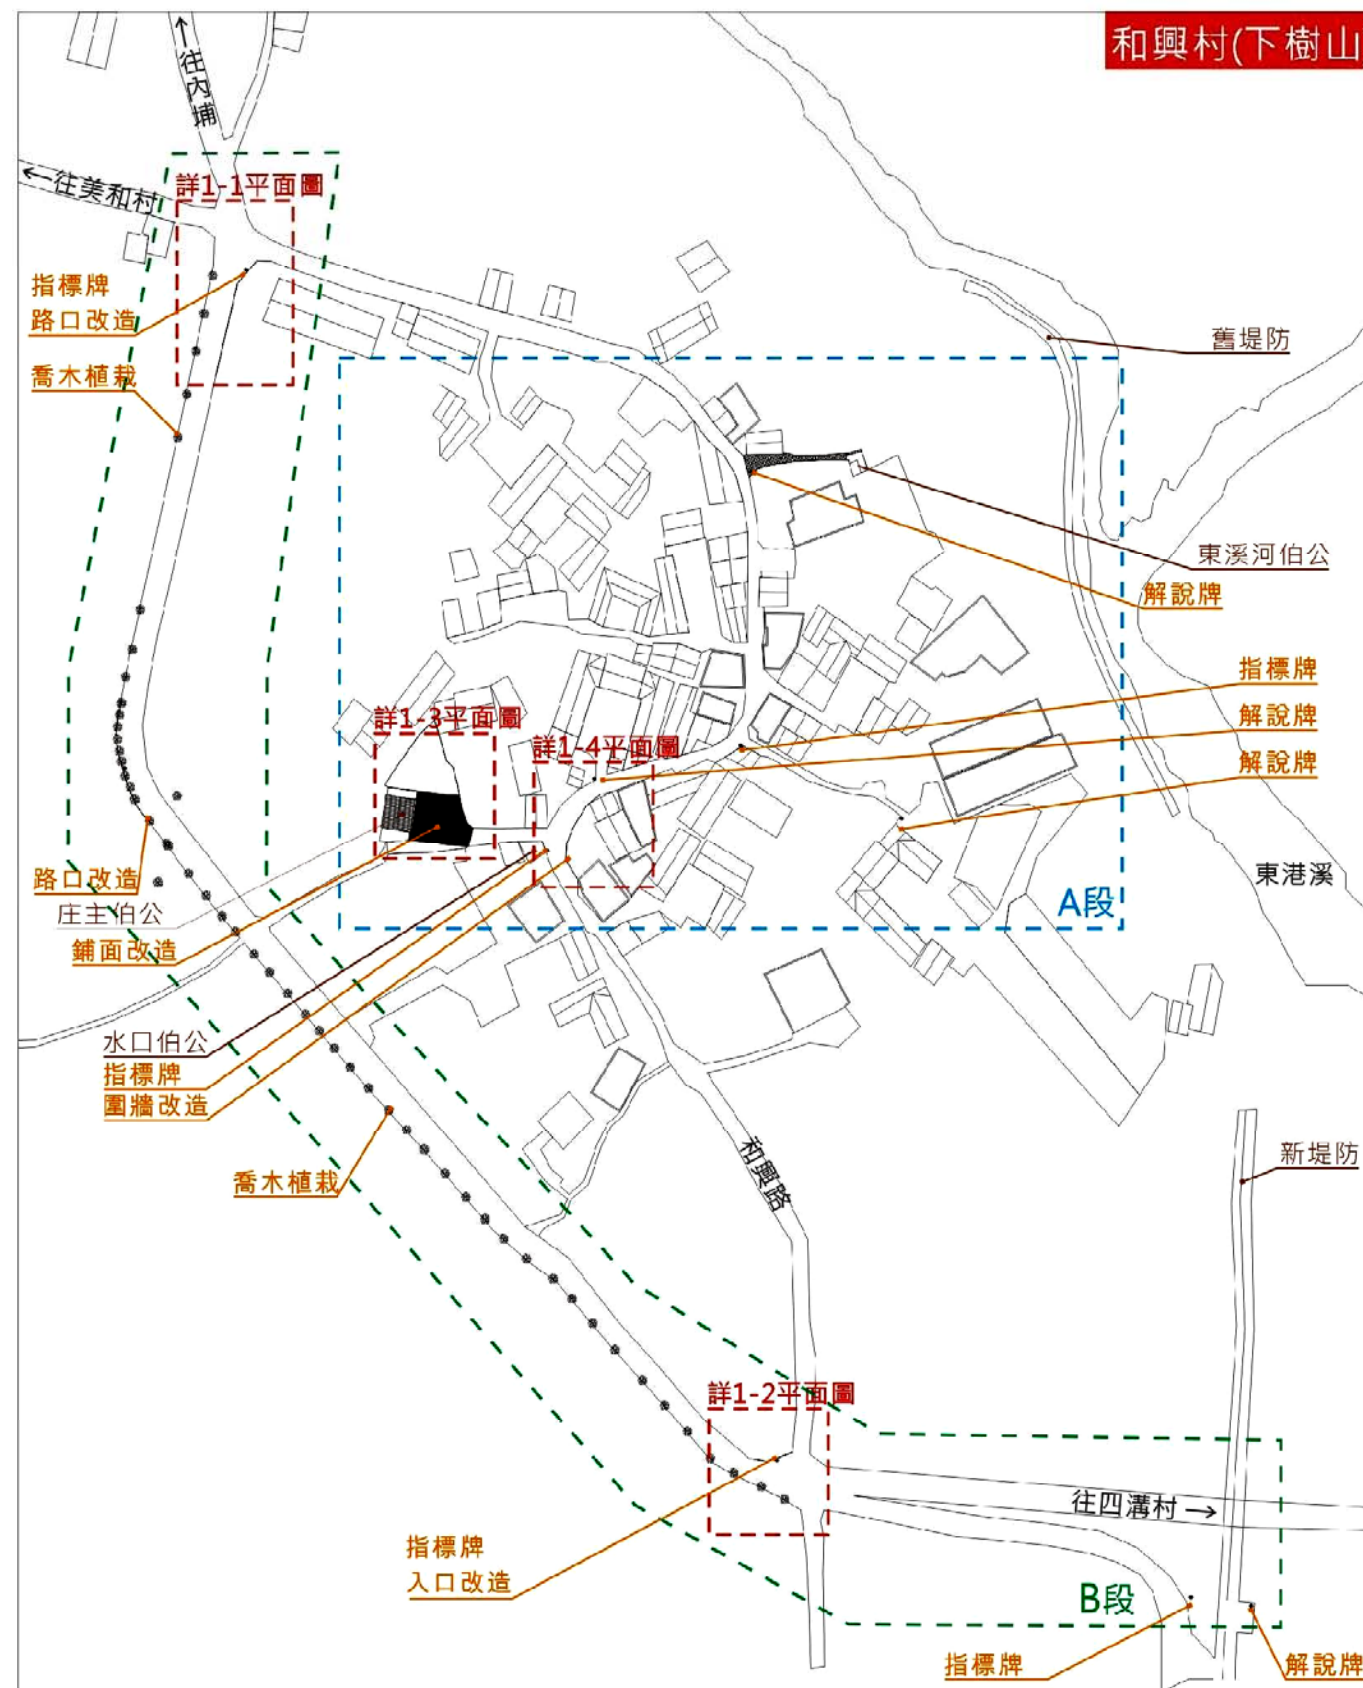 和興村(下樹山
↑往內埔
←往美和村
詳1-1平面圖
指標牌
路口改造
喬木植栽
舊堤防
東溪河伯公
解說牌
指標牌
解說牌
解說牌
詳1-3平面圖
詳1-4平面圖
路口改造
庄主伯公
鋪面改造
A段
東港溪
水口伯公
指標牌
圍牆改造
喬木植栽
和興路
新堤防
詳1-2平面圖
往四溝村→
指標牌
入口改造
B段
指標牌
解說牌